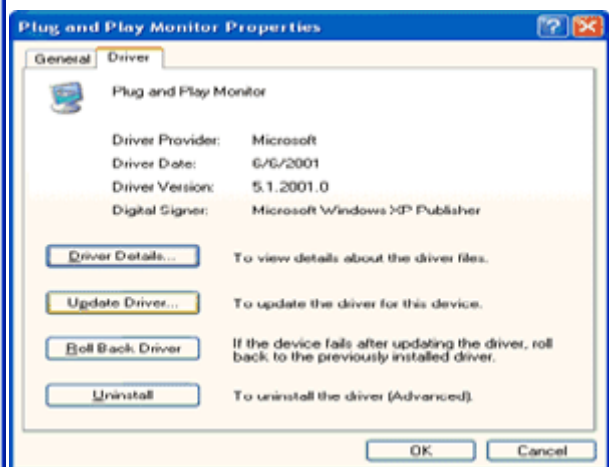 Plug and Play Monitor Properties
General Driver
Plug and Play Monitor
Driver Provider: Microsoft
Driver Date: 6/6/2001
Driver Version: 5.1.2001.0
Digital Signer: Microsoft Windows XP Publisher
Driver Details... To view details about the driver files.
Update Driver... To update the driver for this device.
Roll Back Driver If the device fails after updating the driver, roll
back to the previously installed driver.
Uninstall To uninstall the driver (Advanced).
OK Cancel